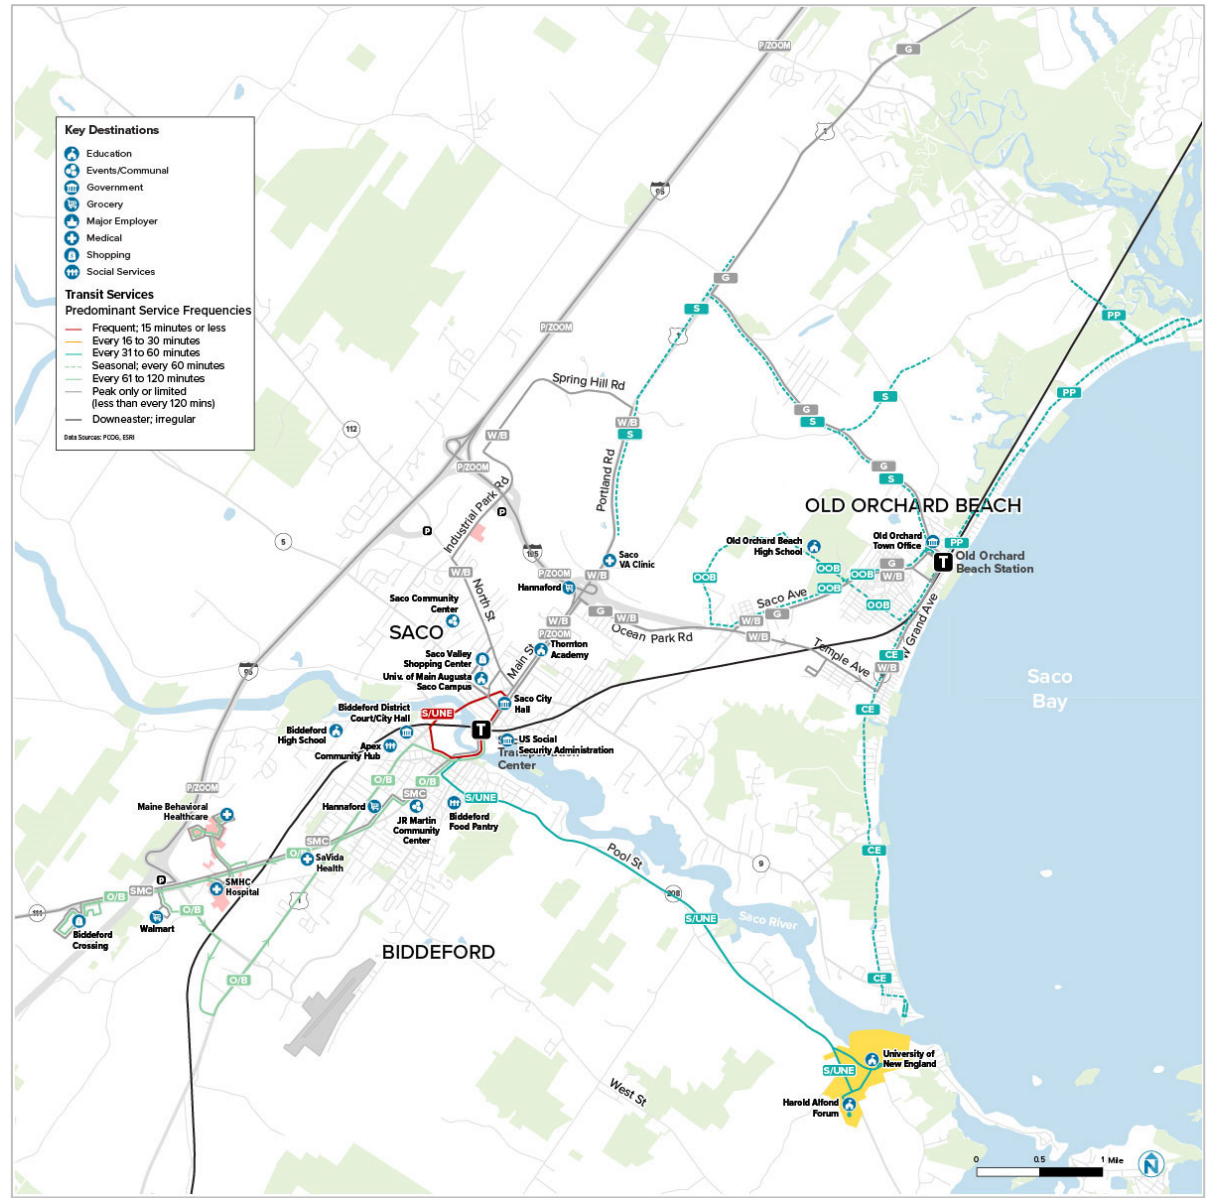 P/ZOOM
G
1
Key Destinations
Education
Events/Communal
Government
Grocery
Major Employer
Medical
Shopping
Social Services
Transit Services
Predominant Service Frequencies
Frequent; 15 minutes or less
Every 16 to 30 minutes
Every 31 to 60 minutes
Seasonal; every 60 minutes
Every 61 to 120 minutes
Peak only or limited
(less than every 120 mins)
Downeaster; irregular
Data Sources: PCOG, ESRI
95
G
S
1
PP
P/ZOOM
Spring Hill Rd
PP
S
G
S
W/B
S
112
W/B
P/ZOOM
G
S
Portland Rd
Industrial Park Rd
P
P
OLD ORCHARD BEACH
5
195
Old Orchard Beach
High School
Old Orchard
Town Office
PP
Old Orchard
Beach Station
T
Saco
VA Clinic
G
W/B
OOB
OOB
OOB
OOB
OOB
W/B
P/ZOOM
W/B
Hannaford
North St
Saco Community
Center
SACO
G
W/B
W/B
P/ZOOM
Ocean Park Rd
Saco Ave
W/B
G
W/B
Temple Ave
W Grand Ave
CE
W/B
Thornton
Academy
Main St
Saco Valley
Shopping Center
Univ. of Main Augusta
Saco Campus
95
Saco
Bay
Saco City
Hall
S/UNE
CE
Biddeford District
Court/City Hall
Biddeford
High School
Apex
Community Hub
T
US Social
Security Administration
Center
O/B
O/B
P/ZOOM
SMC
S/UNE
Maine Behavioral
Healthcare
Hannaford
JR Martin
Community
Center
Biddeford
Food Pantry
SMC
O/B
SaVida
Health
Pool St
CE
9
SMC
P
O/B
SMHC
Hospital
208
1
111
O/B
Walmart
Biddeford
Crossing
S/UNE
Saco River
BIDDEFORD
O/B
CE
University of
New England
S/UNE
Harold Alfond
Forum
West St
0
0.5
1 Mile
N